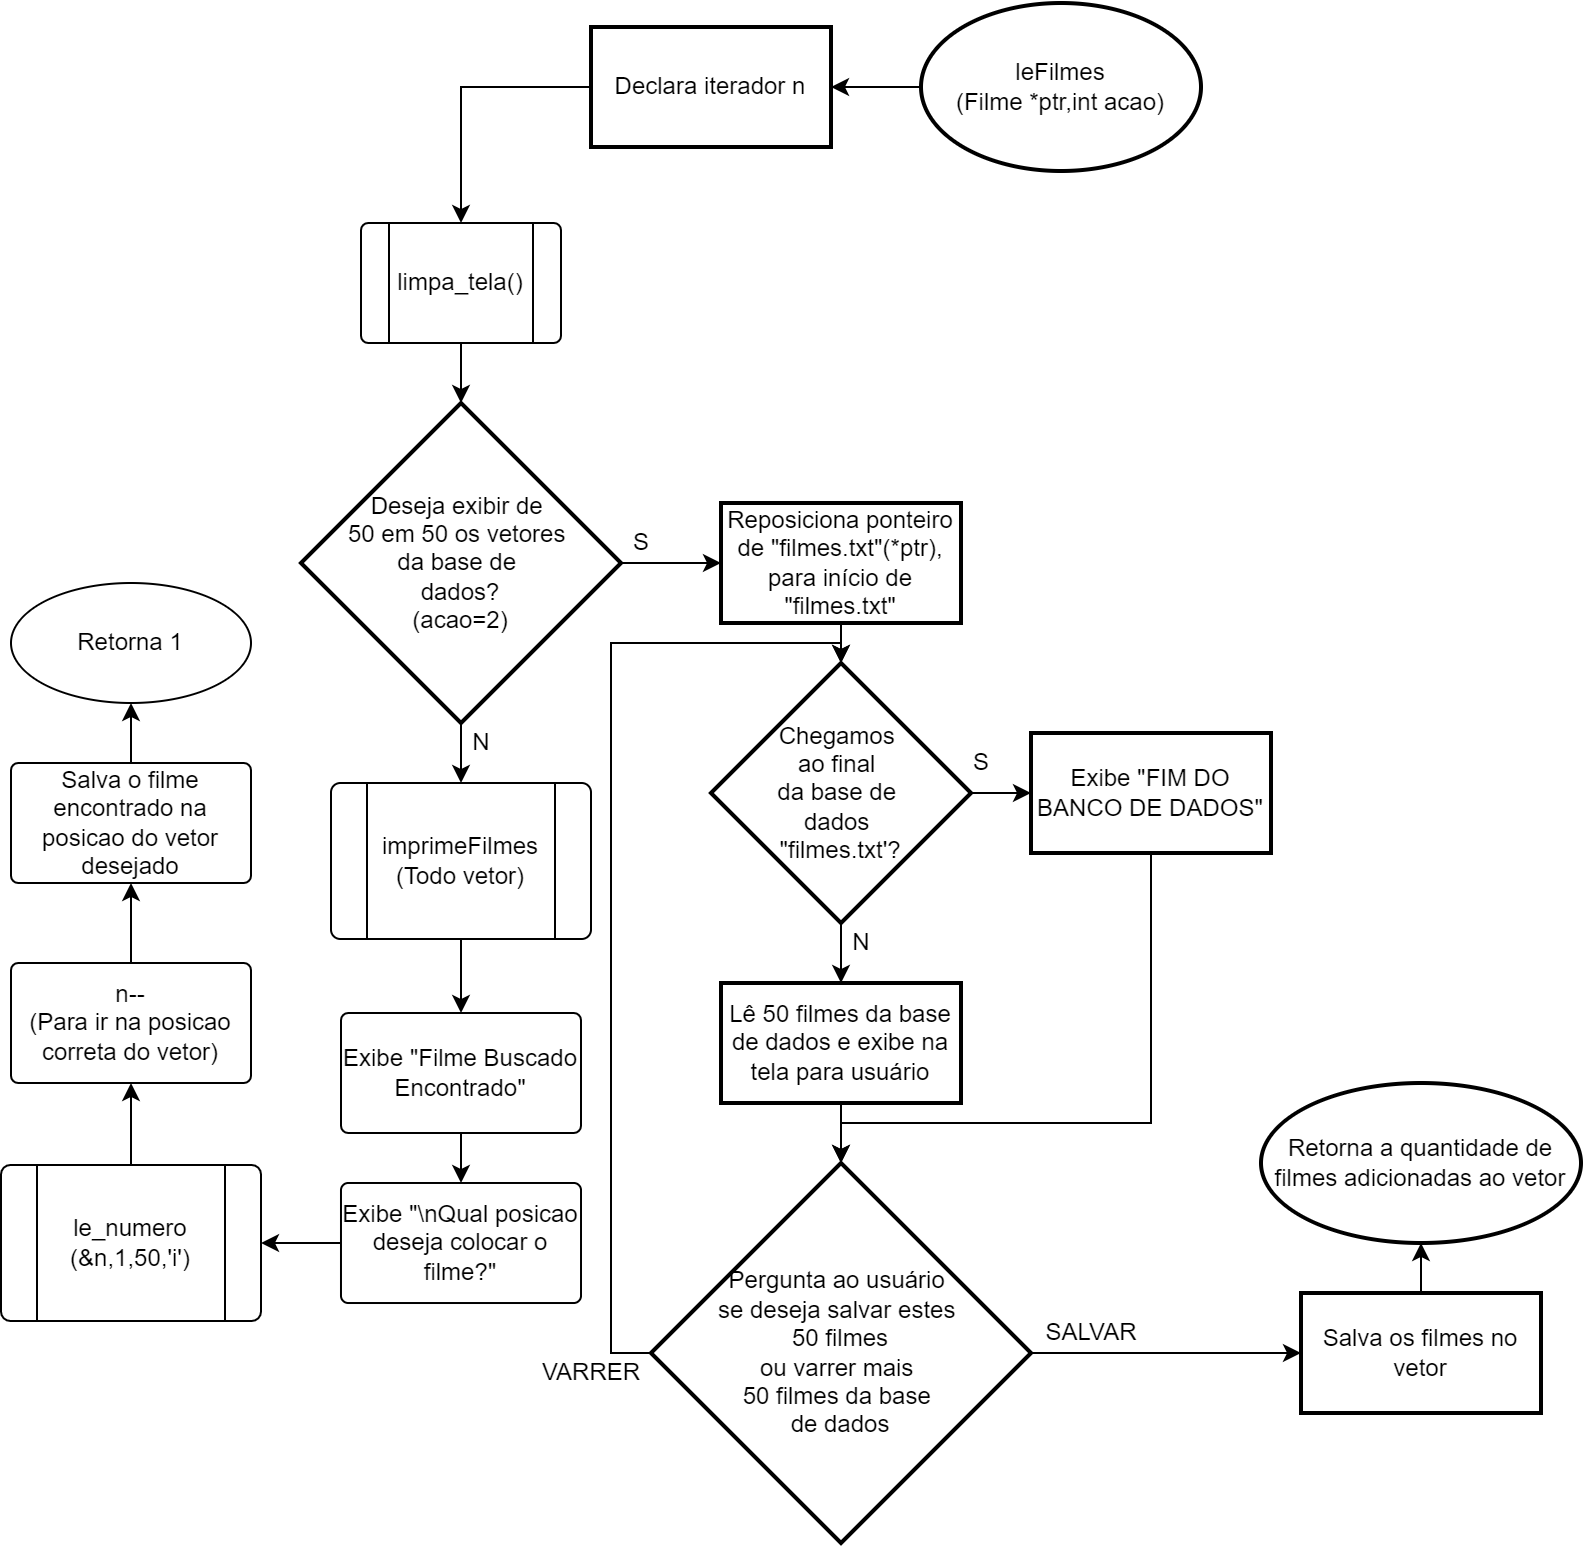 leFilmes
(Filme *ptr,int acao)
Declara iterador n
limpa_tela()
Deseja exibir de
50 em 50 os vetores
da base de
dados?
(acao=2)
S
Reposiciona ponteiro
de "filmes.txt"(*ptr),
para início de
"filmes.txt"
N
Chegamos
ao final
da base de
dados
"filmes.txt'?
S
Exibe "FIM DO
BANCO DE DADOS"
N
Lê 50 filmes da base
de dados e exibe na
tela para usuário
Pergunta ao usuário
se deseja salvar estes
50 filmes
ou varrer mais
50 filmes da base
de dados
VARRER
SALVAR
Salva os filmes no
vetor
Retorna a quantidade de
filmes adicionadas ao vetor
imprimeFilmes
(Todo vetor)
Exibe "Filme Buscado
Encontrado"
Exibe "\nQual posicao
deseja colocar o
filme?"
le_numero
(&n,1,50,'i')
n--
(Para ir na posicao
correta do vetor)
Salva o filme
encontrado na
posicao do vetor
desejado
Retorna 1